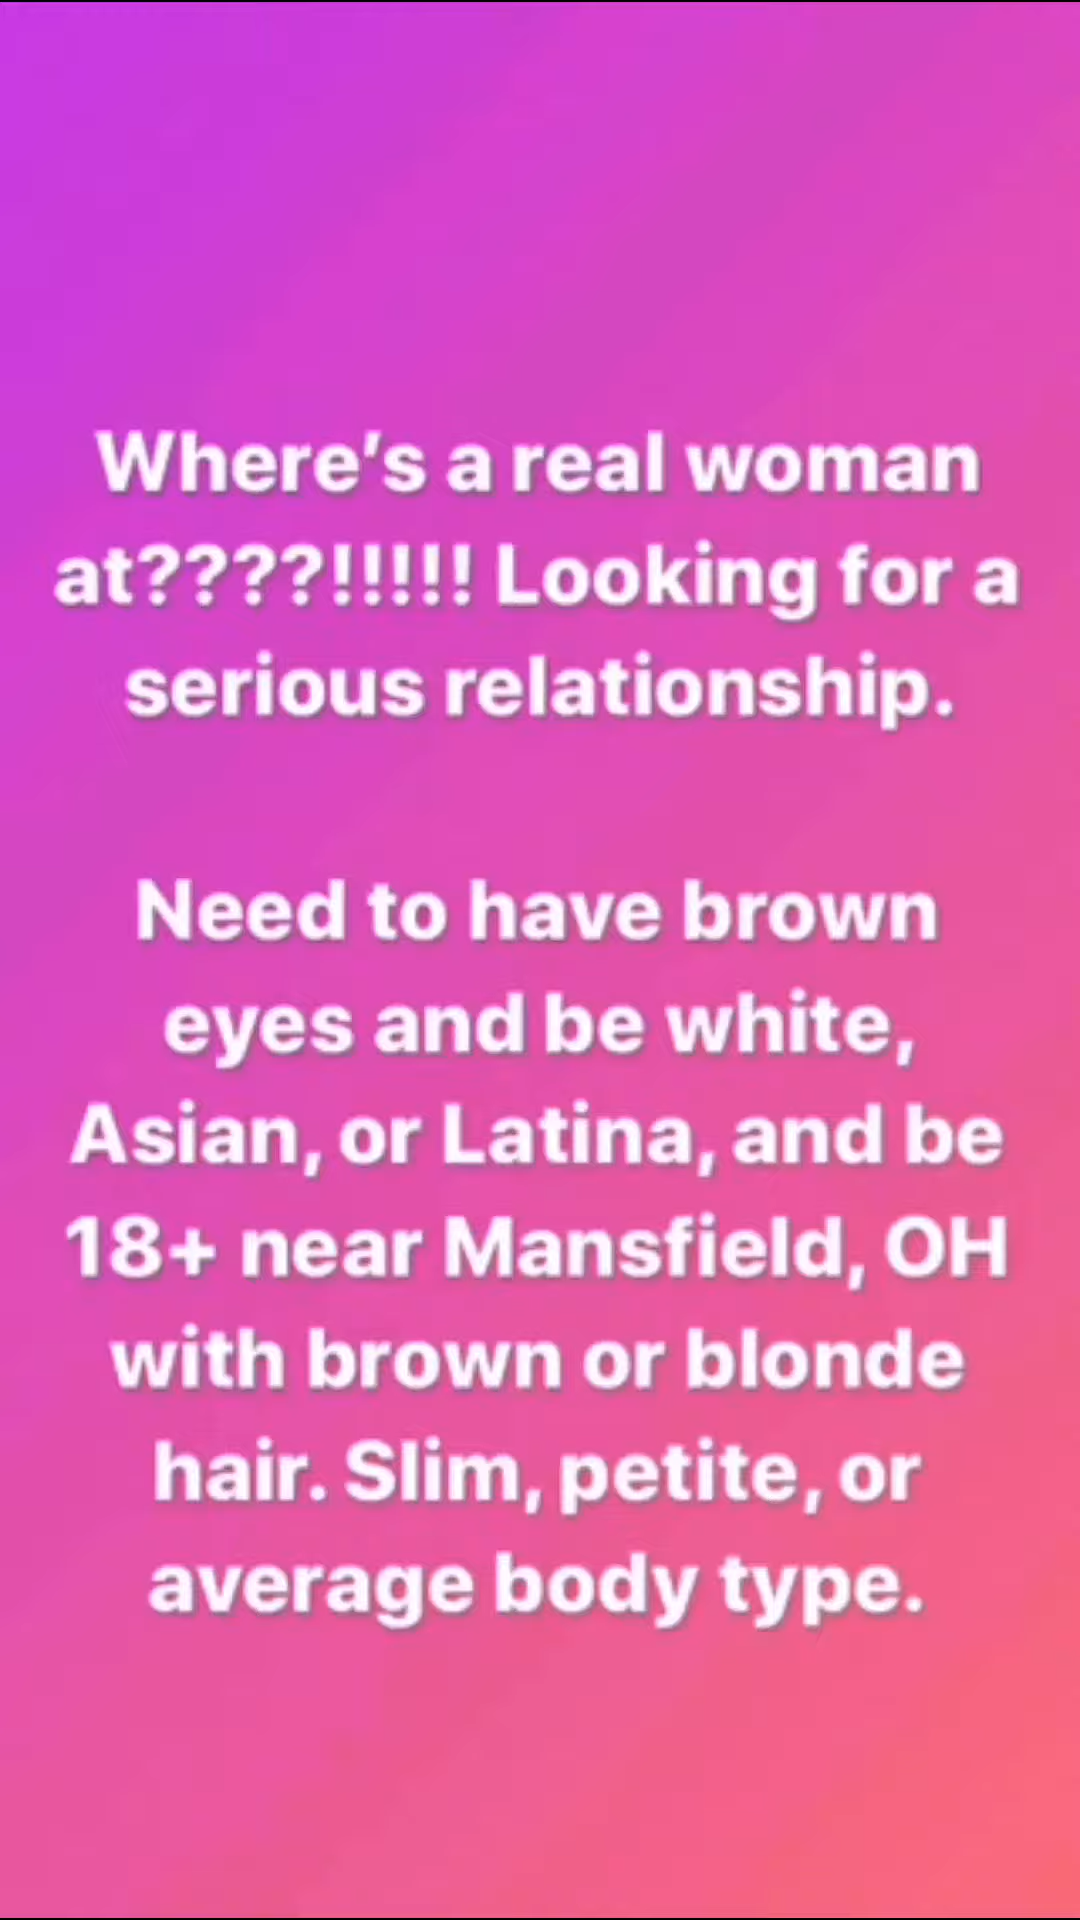 Where's a real woman
at????!!!!! Looking for a
serious relationship.
Need to have brown
eyes and be white,
Asian, or Latina, and be
18+ near Mansfield, OH
with brown or blonde
hair. Slim, petite, or
average body type.